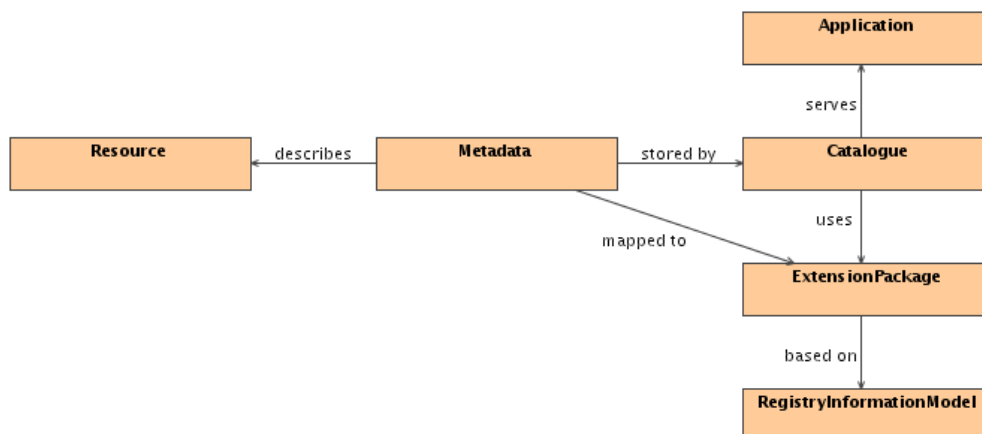 Application
serves
Resource
describes
Metadata
stored by
Catalogue
uses
mapped to
ExtensionPackage
based on
RegistryInformationModel